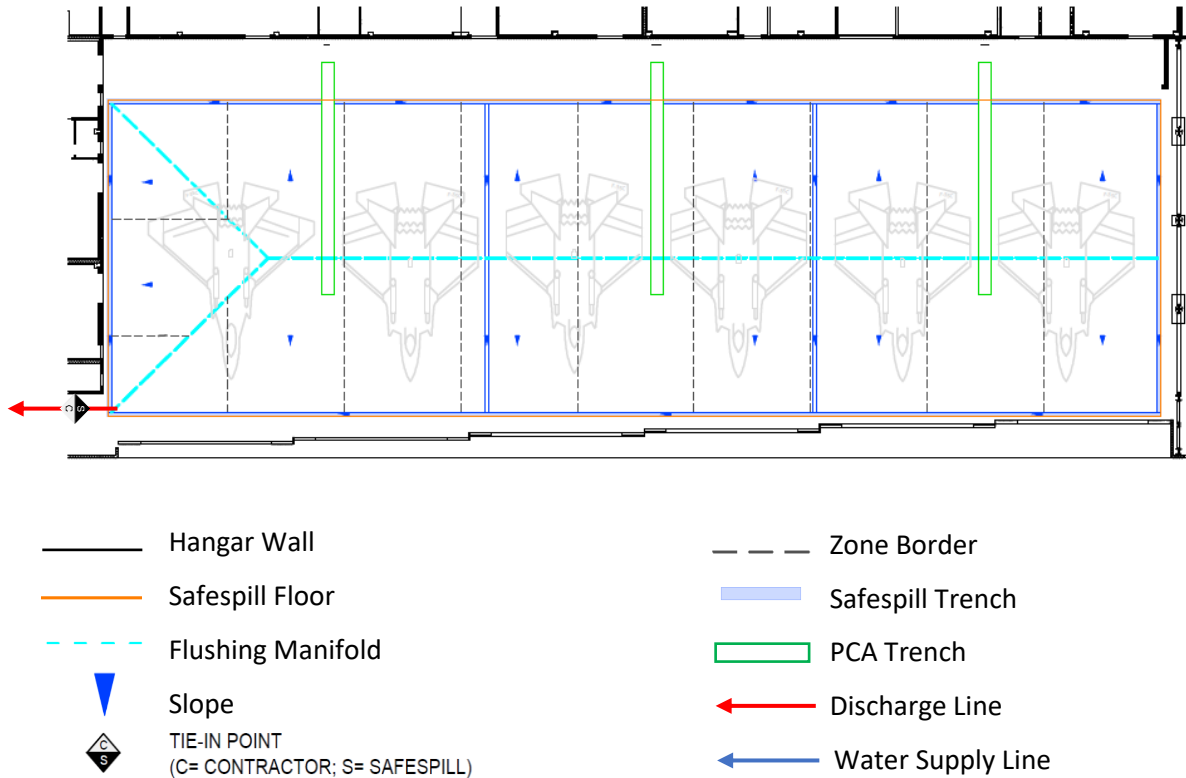 C
S
Hangar Wall
Zone Border
Safespill Floor
Safespill Trench
Flushing Manifold
PCA Trench
Slope
Discharge Line
C
S
TIE-IN POINT
(C= CONTRACTOR; S= SAFESPILL)
Water Supply Line